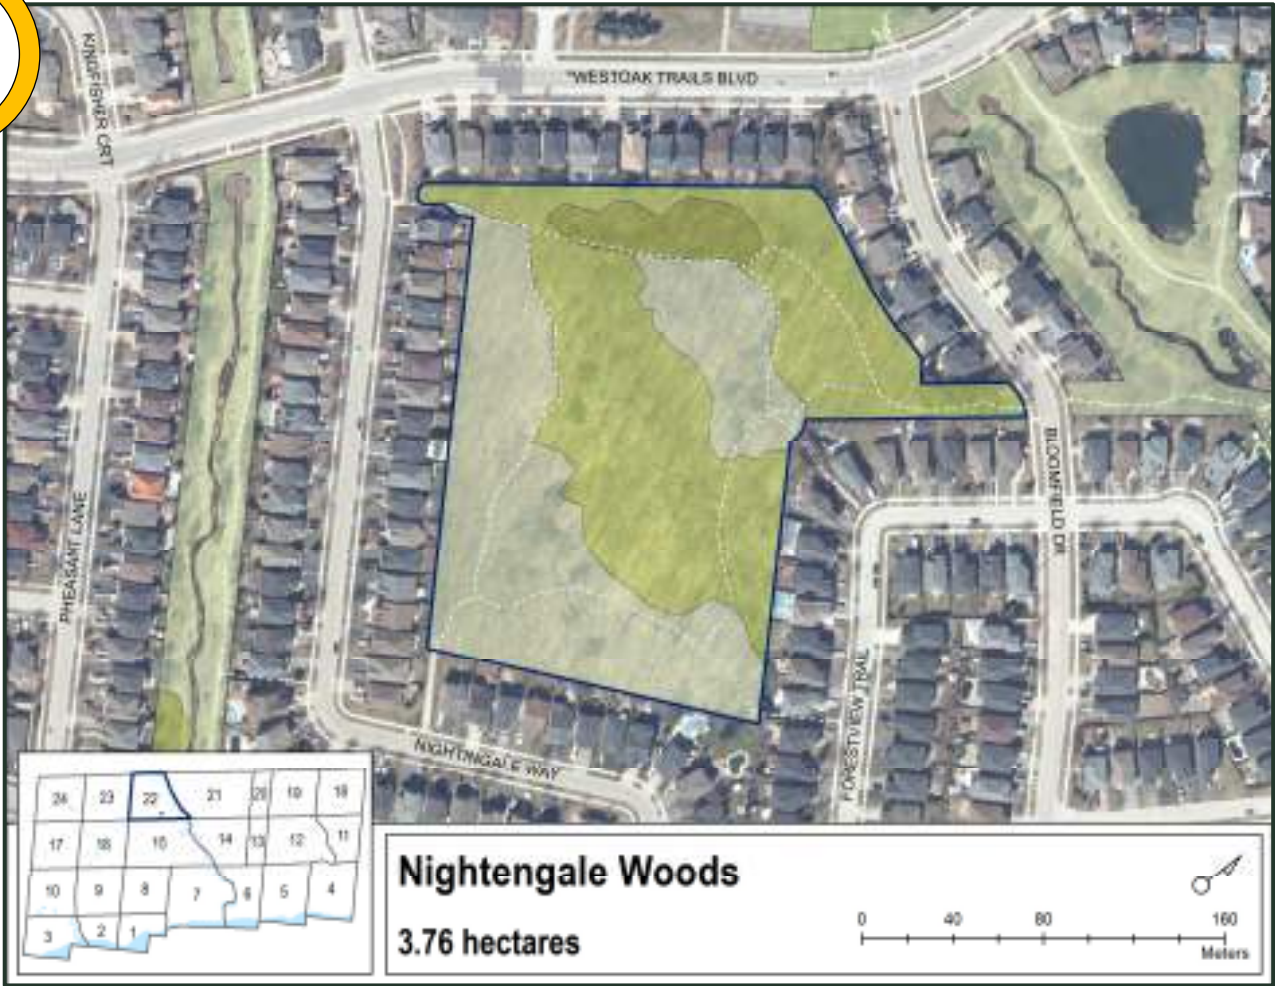 KINGFISHER CRT
WESTOAK TRAILS BLVD
PHEASANT LANE
BLOOMFIELD DR
NIGHTINGALE WAY
FORESTVIEW TRAIL
24 23 22 21 20 19 18
17 16 15 14 13 12 11
10 9 8 7 6 5 4
3 2 1
Nightengale Woods
3.76 hectares
0 40 80 160
Meters